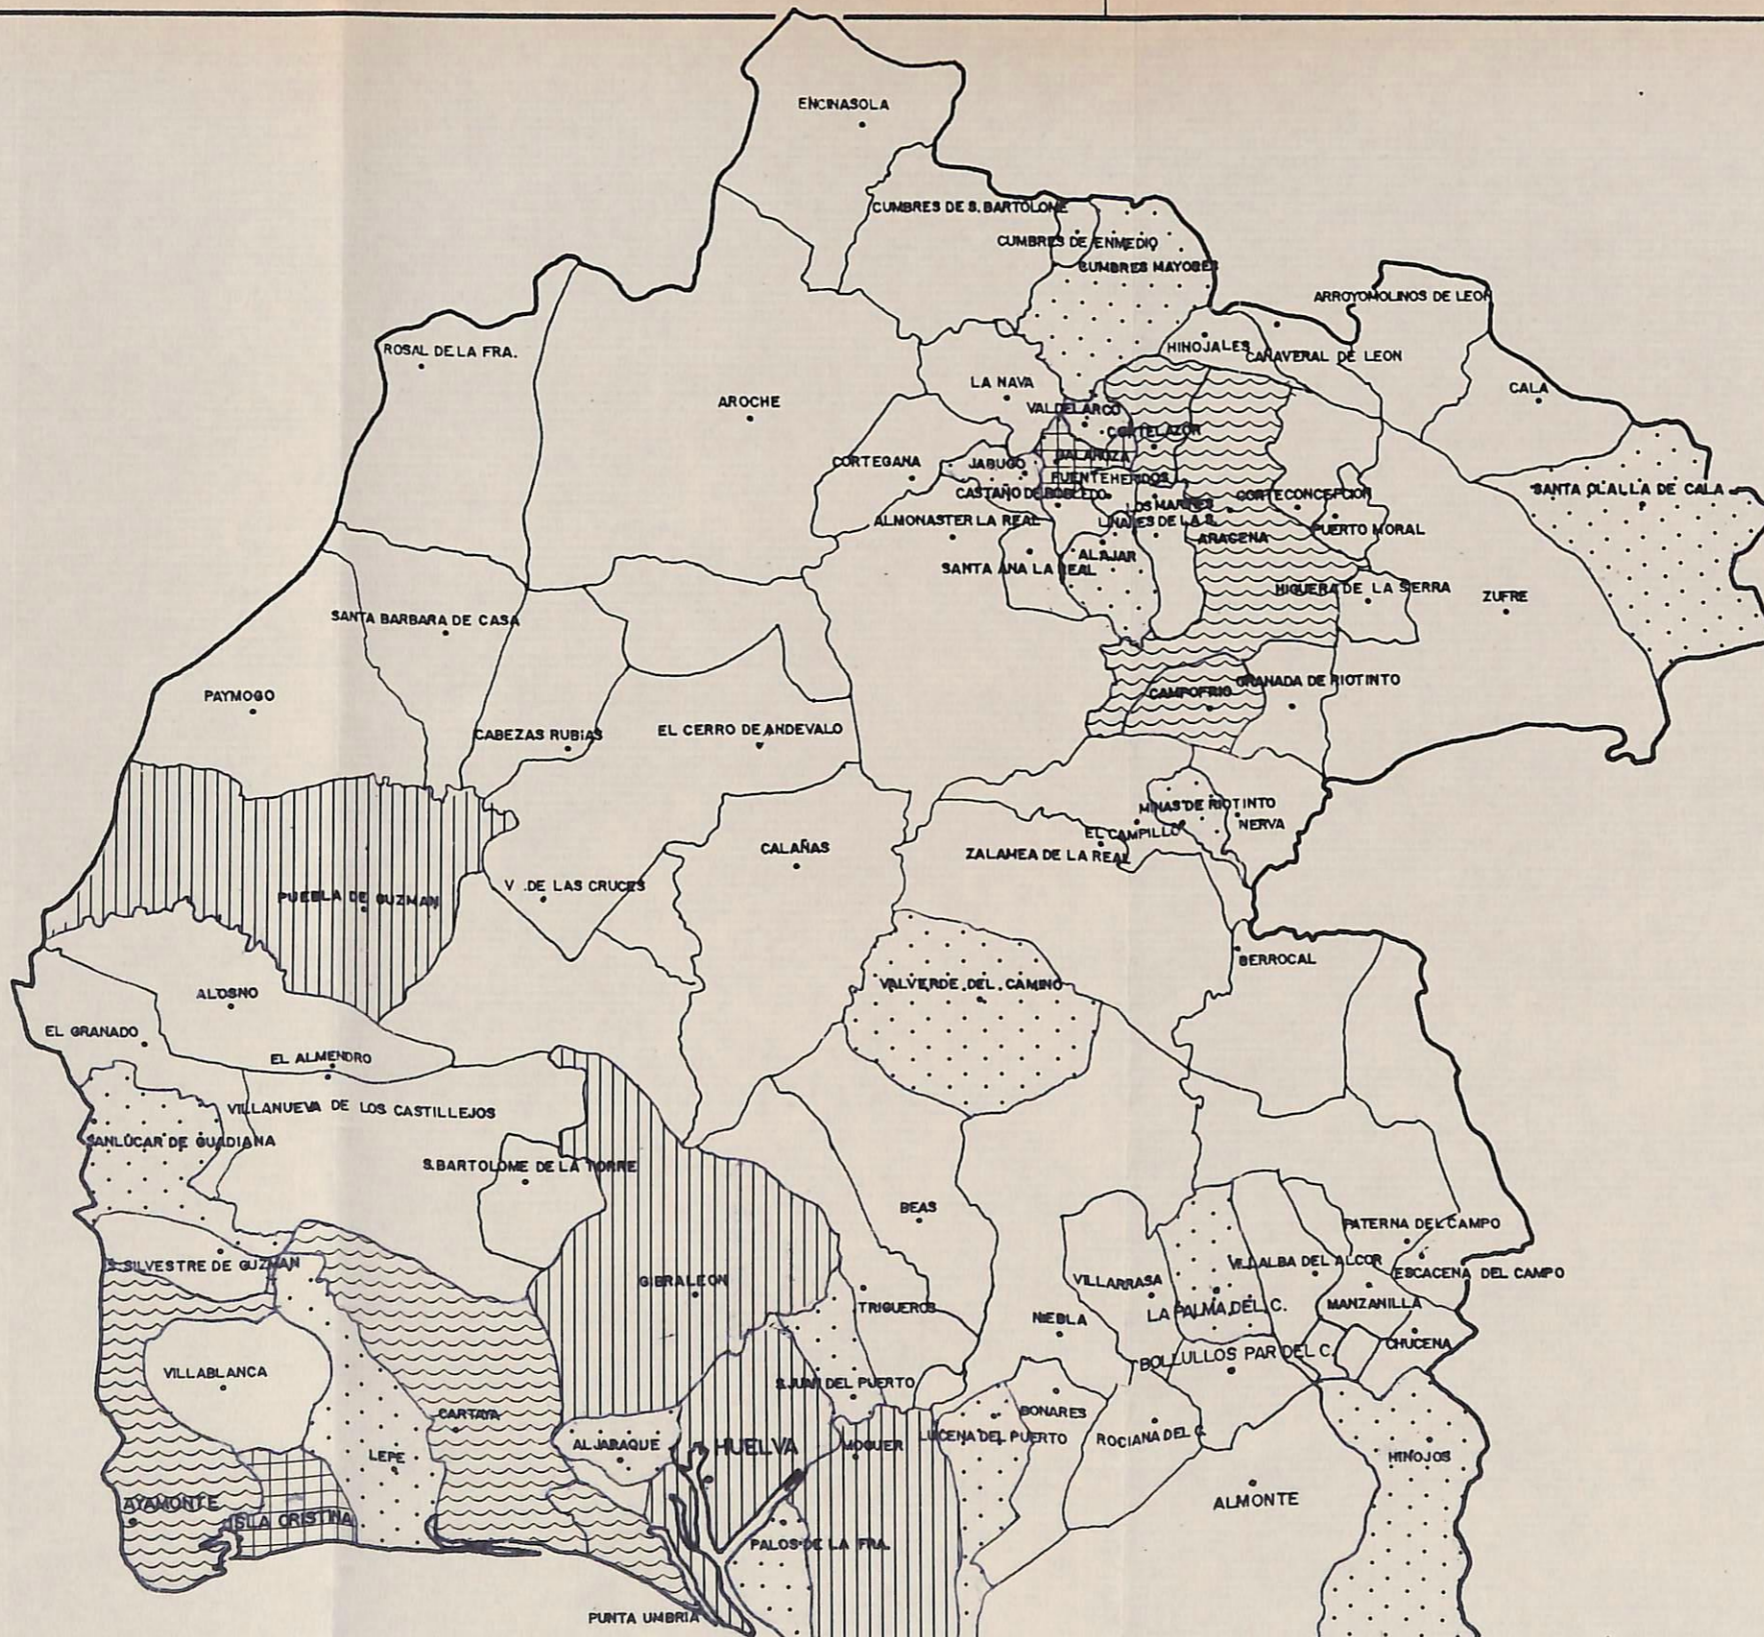 ENCINASOLA
CUMBRES DE S. BARTOLOME
CUMBRES DE ENMEDIO
CUMBRES MAYORES
ARROYOMOLINOS DE LEON
ROSAL DE LA FRA.
HINOJALES
CAÑAVERAL DE LEON
LA NAVA
CALA
AROCHE
VALDELARCO
CORTELAZOR
GALAROZA
CORTEGANA
JABUGO
FUENTEHERIDOS
CASTAÑO DE ROBLEDO
CORTECONCEPCION
SANTA OLALLA DE CALA
LOS MARINES
ALMONASTER LA REAL
LINARES DE LA S.
PUERTO MORAL
ARACENA
ALAJAR
SANTA ANA LA REAL
HIGUERA DE LA SIERRA
ZUFRE
SANTA BARBARA DE CASA
PAYMOGO
CAMPOFRIO
GRANADA DE RIOTINTO
CABEZAS RUBIAS
EL CERRO DE ANDEVALO
MINAS DE RIOTINTO
EL CAMPILLO
NERVA
CALAÑAS
ZALAMEA DE LA REAL
V. DE LAS CRUCES
PUEBLA DE GUZMAN
BERROCAL
VALVERDE DEL CAMINO
ALOSNO
EL GRANADO
EL ALMENDRO
VILLANUEVA DE LOS CASTILLEJOS
SANLÚCAR DE GUADIANA
S. BARTOLOME DE LA TORRE
BEAS
PATERNA DEL CAMPO
S. SILVESTRE DE GUZMAN
VILLALBA DEL ALCOR
ESCACENA DEL CAMPO
GIBRALEON
VILLARRASA
TRIGUEROS
LA PALMA DEL C.
MANZANILLA
NIEBLA
CHUCENA
BOLLULLOS PAR DEL C.
VILLABLANCA
S. JUAN DEL PUERTO
CARTAYA
BONARES
ALJARAQUE
HUELVA
MOGUER
LUCENA DEL PUERTO
ROCIANA DEL C.
LEPE
HINOJOS
AYAMONTE
ALMONTE
ISLA CRISTINA
PALOS DE LA FRA.
PUNTA UMBRIA